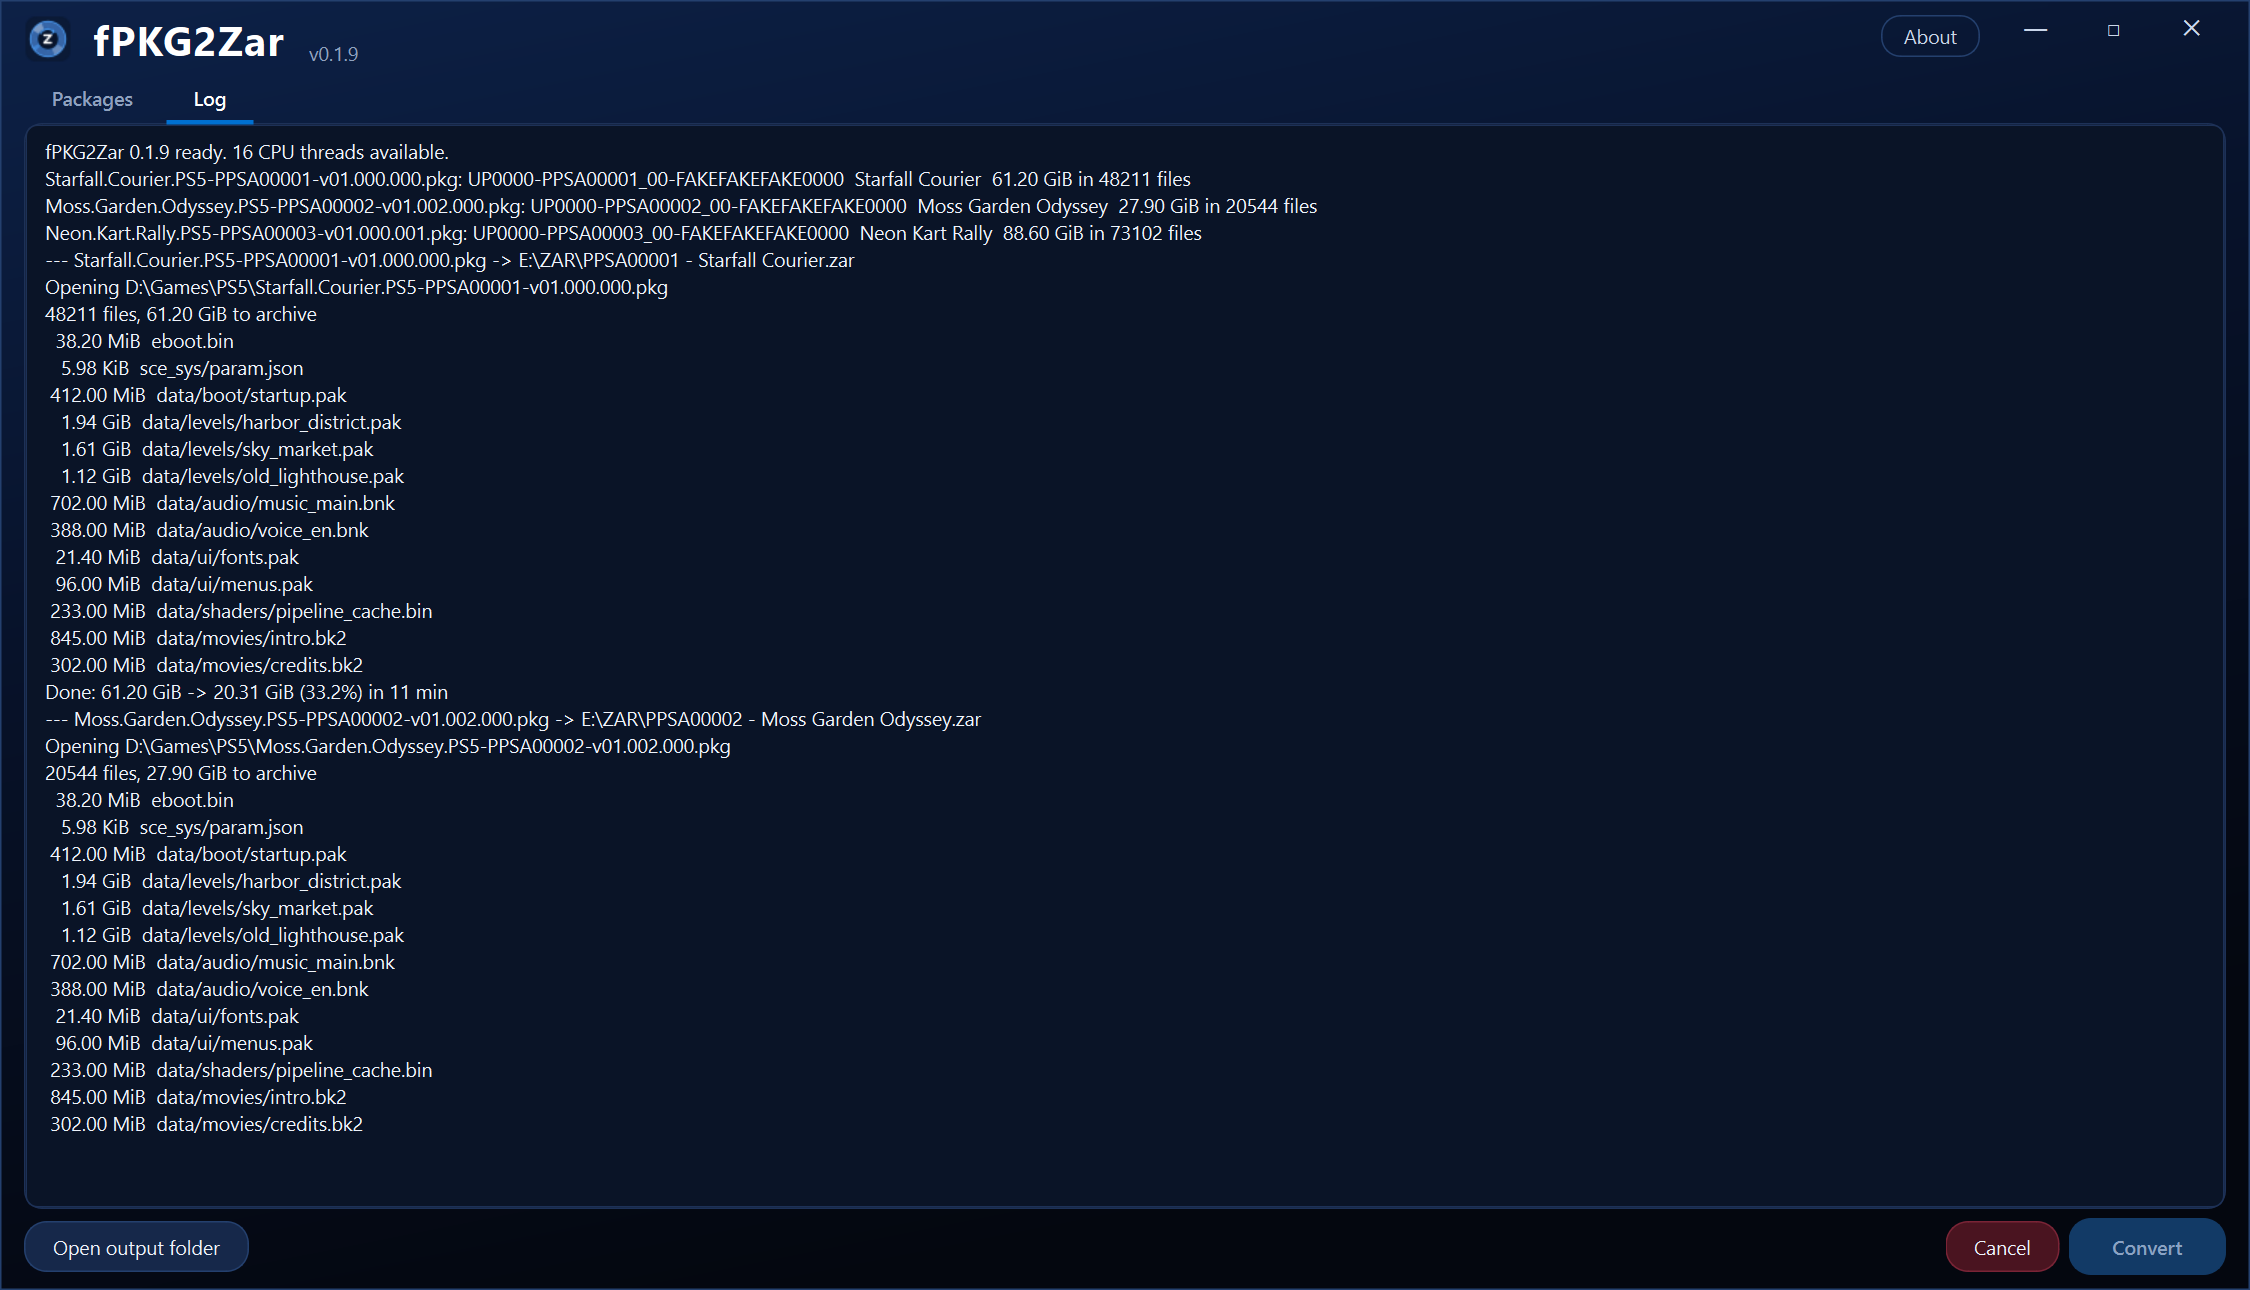 fPKG2Zar v0.1.9
About
Packages Log
fPKG2Zar 0.1.9 ready. 16 CPU threads available.
Starfall.Courier.PS5-PPSA00001-v01.000.000.pkg: UP0000-PPSA00001_00-FAKEFAKEFAKE0000 Starfall Courier 61.20 GiB in 48211 files
Moss.Garden.Odyssey.PS5-PPSA00002-v01.002.000.pkg: UP0000-PPSA00002_00-FAKEFAKEFAKE0000 Moss Garden Odyssey 27.90 GiB in 20544 files
Neon.Kart.Rally.PS5-PPSA00003-v01.000.001.pkg: UP0000-PPSA00003_00-FAKEFAKEFAKE0000 Neon Kart Rally 88.60 GiB in 73102 files
--- Starfall.Courier.PS5-PPSA00001-v01.000.000.pkg -> E:\ZAR\PPSA00001 - Starfall Courier.zar
Opening D:\Games\PS5\Starfall.Courier.PS5-PPSA00001-v01.000.000.pkg
48211 files, 61.20 GiB to archive
38.20 MiB eboot.bin
5.98 KiB sce_sys/param.json
412.00 MiB data/boot/startup.pak
1.94 GiB data/levels/harbor_district.pak
1.61 GiB data/levels/sky_market.pak
1.12 GiB data/levels/old_lighthouse.pak
702.00 MiB data/audio/music_main.bnk
388.00 MiB data/audio/voice_en.bnk
21.40 MiB data/ui/fonts.pak
96.00 MiB data/ui/menus.pak
233.00 MiB data/shaders/pipeline_cache.bin
845.00 MiB data/movies/intro.bk2
302.00 MiB data/movies/credits.bk2
Done: 61.20 GiB -> 20.31 GiB (33.2%) in 11 min
--- Moss.Garden.Odyssey.PS5-PPSA00002-v01.002.000.pkg -> E:\ZAR\PPSA00002 - Moss Garden Odyssey.zar
Opening D:\Games\PS5\Moss.Garden.Odyssey.PS5-PPSA00002-v01.002.000.pkg
20544 files, 27.90 GiB to archive
38.20 MiB eboot.bin
5.98 KiB sce_sys/param.json
412.00 MiB data/boot/startup.pak
1.94 GiB data/levels/harbor_district.pak
1.61 GiB data/levels/sky_market.pak
1.12 GiB data/levels/old_lighthouse.pak
702.00 MiB data/audio/music_main.bnk
388.00 MiB data/audio/voice_en.bnk
21.40 MiB data/ui/fonts.pak
96.00 MiB data/ui/menus.pak
233.00 MiB data/shaders/pipeline_cache.bin
845.00 MiB data/movies/intro.bk2
302.00 MiB data/movies/credits.bk2
Open output folder
Cancel Convert